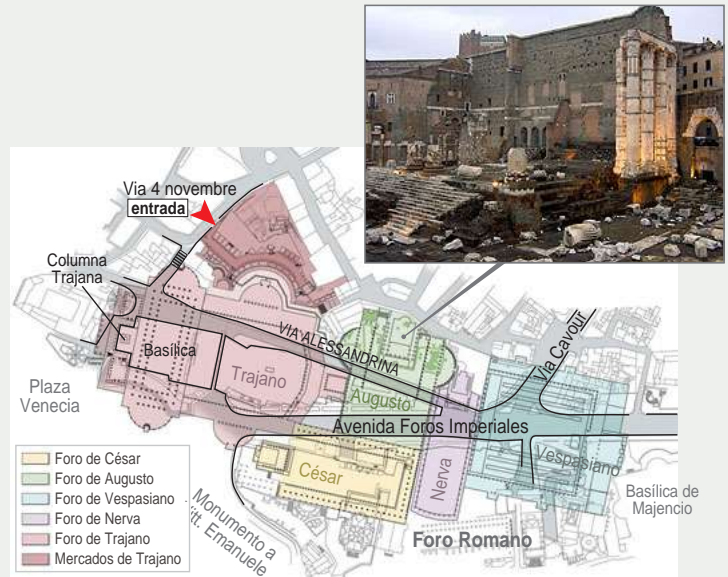 Via 4 novembre
entrada
Columna
Trajana
Basílica
Trajano
VIA ALESSANDRINA
Augusto
Via Cavour
Plaza
Venecia
Avenida Foros Imperiales
César
Nerva
Vespasiano
Basílica de
Majencio
Monumento a
Vitt. Emanuele
Foro Romano
Foro de César
Foro de Augusto
Foro de Vespasiano
Foro de Nerva
Foro de Trajano
Mercados de Trajano